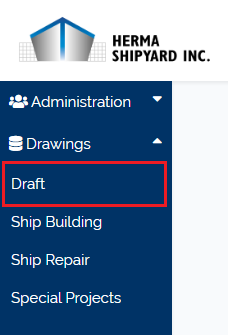 HERMA
SHIPYARD INC.
Administration
Drawings
Draft
Ship Building
Ship Repair
Special Projects